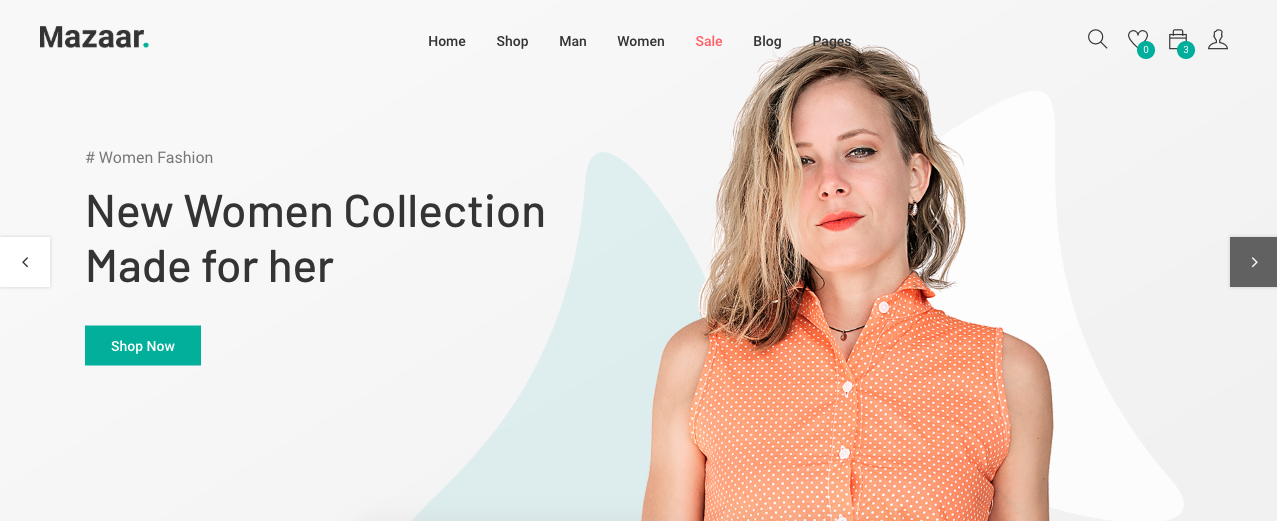 Mazaar.
Home Shop Man Women Sale Blog Pages
0 3
# Women Fashion
New Women Collection
Made for her
Shop Now